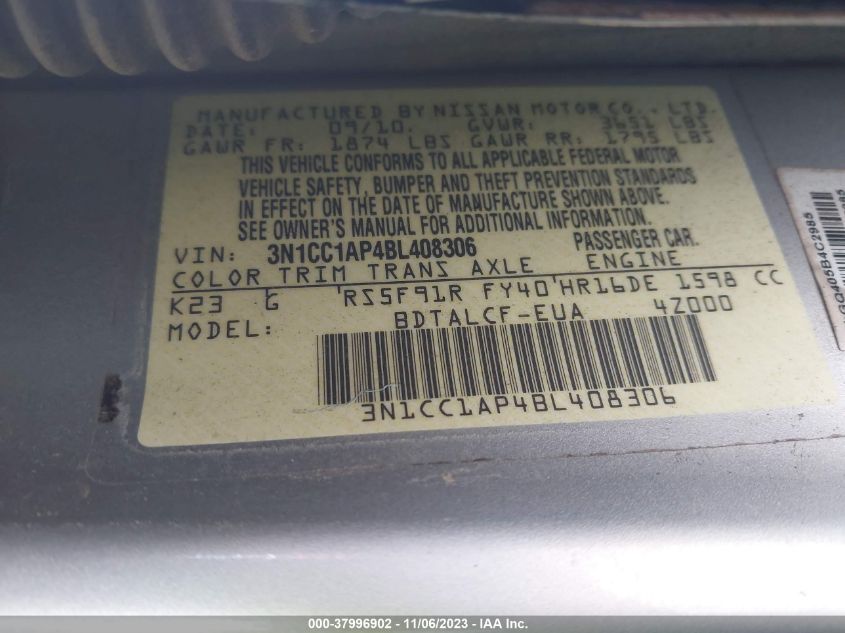 MANUFACTURED BY NISSAN MOTOR CO., LTD.
DATE: 09/10. GVWR: 3651 LBS
GAWR FR: 1874 LBS GAWR RR: 1795 LBS
THIS VEHICLE CONFORMS TO ALL APPLICABLE FEDERAL MOTOR
VEHICLE SAFETY, BUMPER AND THEFT PREVENTION STANDARDS
IN EFFECT ON THE DATE OF MANUFACTURE SHOWN ABOVE.
SEE OWNER'S MANUAL FOR ADDITIONAL INFORMATION.
VIN: 3N1CC1AP4BL408306 PASSENGER CAR.
COLOR TRIM TRANS AXLE ENGINE
K23 G 'RS5F91R FY40'HR16DE 1598 CC
MODEL: BDTALCF-EUA 4Z000
3N1CC1AP4BL408306
000-37996902 - 11/06/2023 - IAAI.com